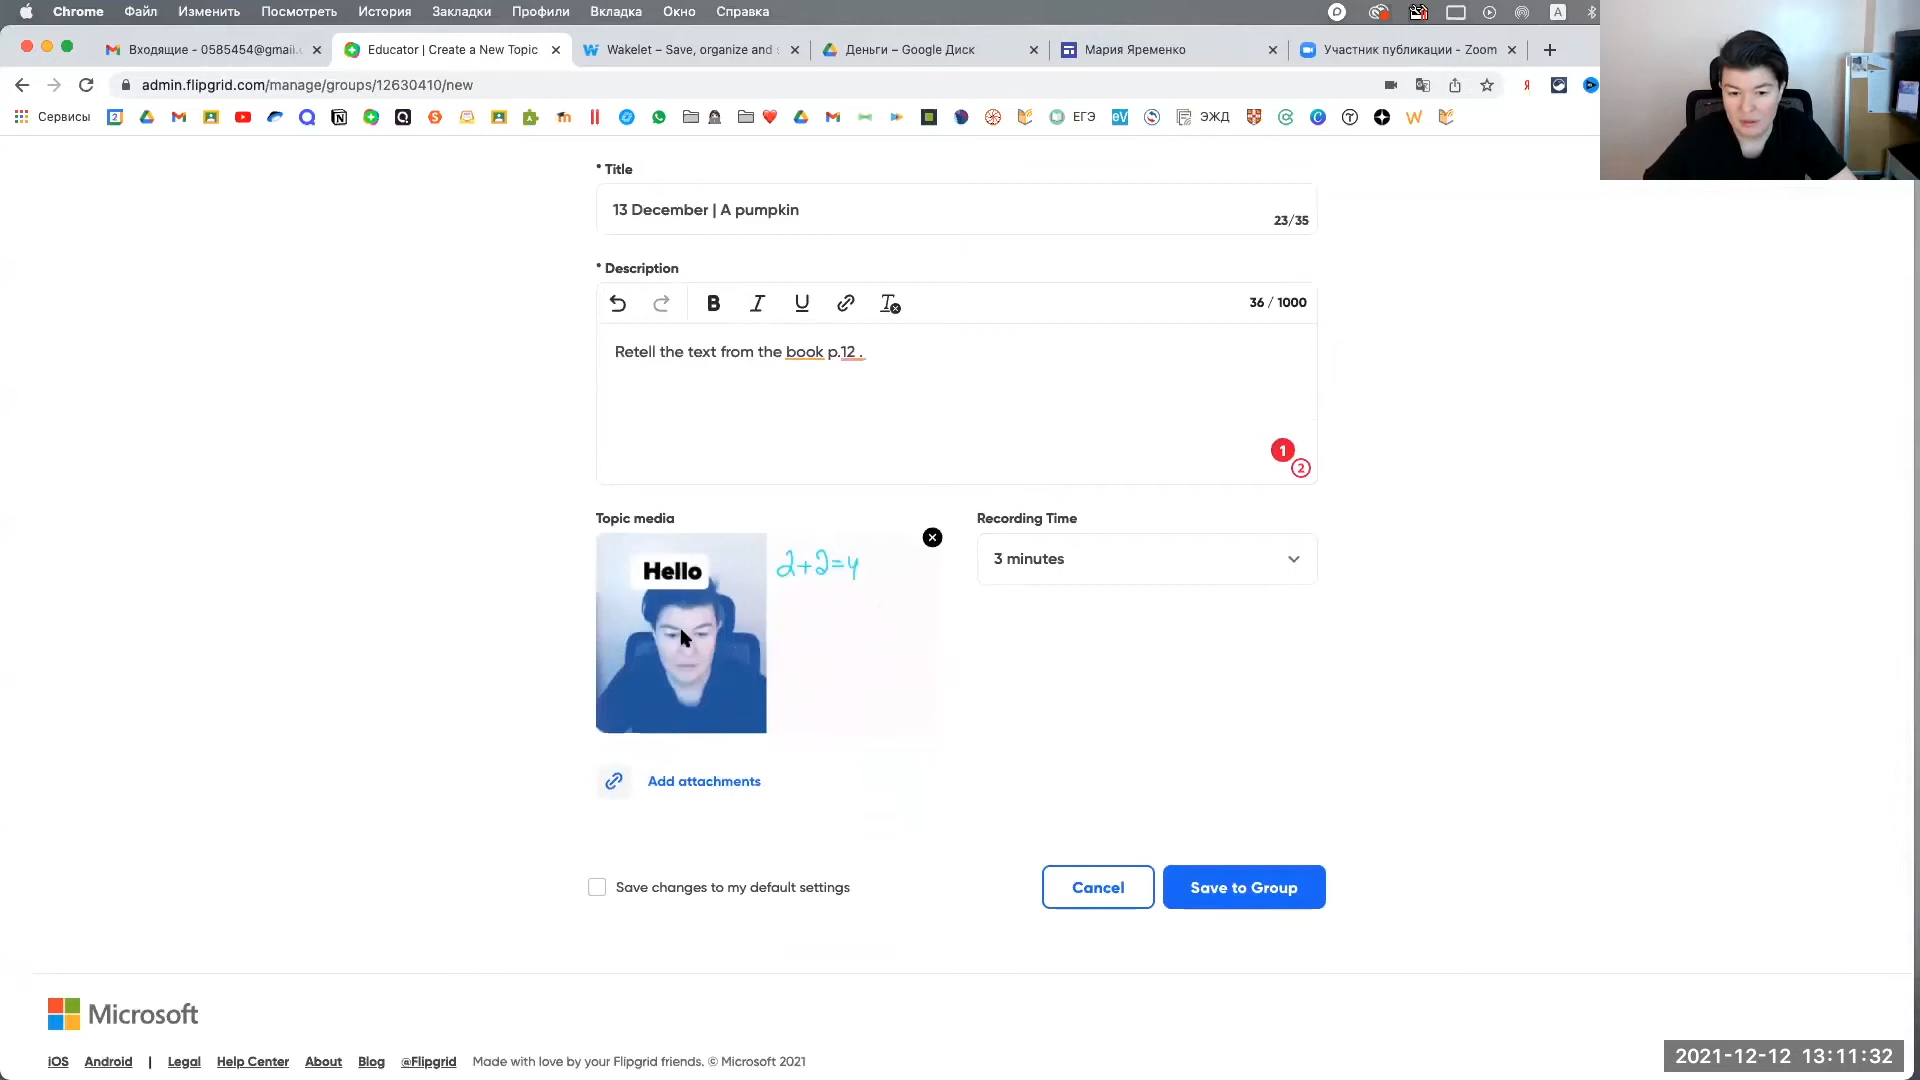 Chrome Файл Изменить Посмотреть История Закладки Профили Вкладка Окно Справка A
Входящие - 0585454@gmail.c
Educator | Create a New Topic
Wakelet – Save, organize and s
Деньги – Google Диск
Мария Яременко
Участник публикации - Zoom
admin.flipgrid.com/manage/groups/12630410/new
Сервисы ЕГЭ eV ЭЖД
* Title
13 December | A pumpkin
23/35
* Description
B I U
36 / 1000
Retell the text from the book p.12 .
1
2
Topic media
Recording Time
Hello
2+2=4
3 minutes
Add attachments
Save changes to my default settings
Cancel
Save to Group
Microsoft
iOS Android | Legal Help Center About Blog @Flipgrid Made with love by your Flipgrid friends. © Microsoft 2021
2021-12-12 13:11:32